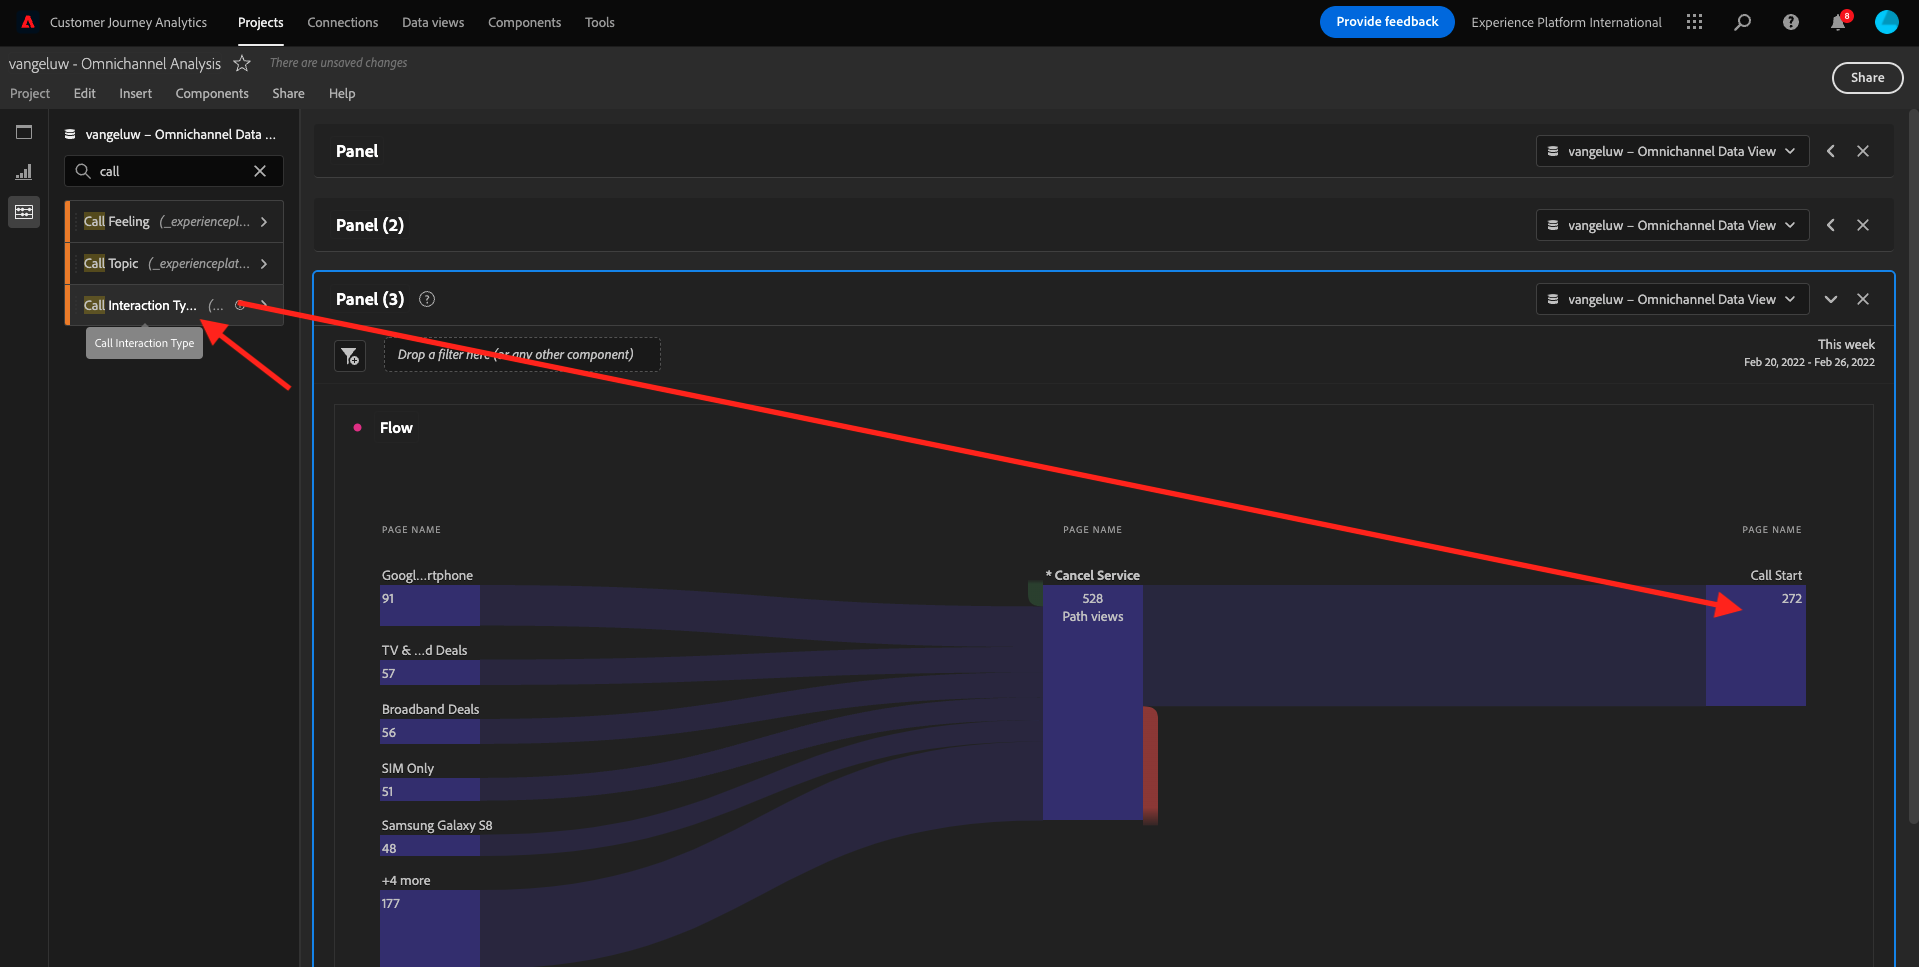 Customer Journey Analytics Projects Connections Data views Components Tools Provide feedback Experience Platform International 8
vangeluw - Omnichannel Analysis There are unsaved changes
Share
Project Edit Insert Components Share Help
vangeluw – Omnichannel Data ...
call
Call Feeling (_experiencepl...
Call Topic (_experienceplat...
Call Interaction Ty... (...
Call Interaction Type
Panel vangeluw – Omnichannel Data View
Panel (2) vangeluw – Omnichannel Data View
Panel (3) vangeluw – Omnichannel Data View
Drop a filter here (or any other component)
This week
Feb 20, 2022 - Feb 26, 2022
Flow
PAGE NAME PAGE NAME PAGE NAME
Googl...rtphone
91
TV & ...d Deals
57
Broadband Deals
56
SIM Only
51
Samsung Galaxy S8
48
+4 more
177
* Cancel Service
528
Path views
Call Start
272